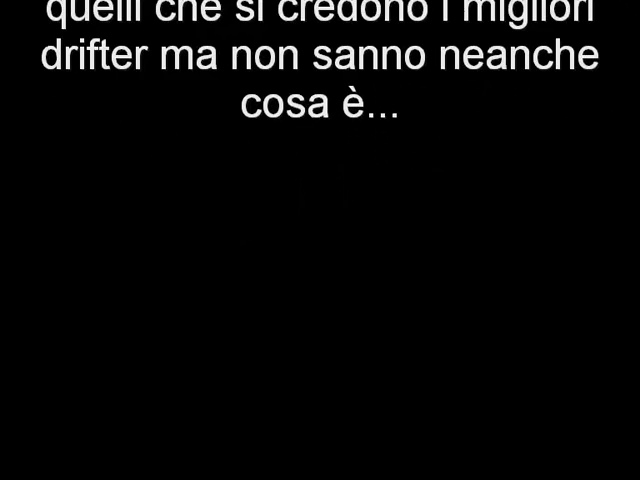 quelli che si credono i migliori
drifter ma non sanno neanche
cosa è...